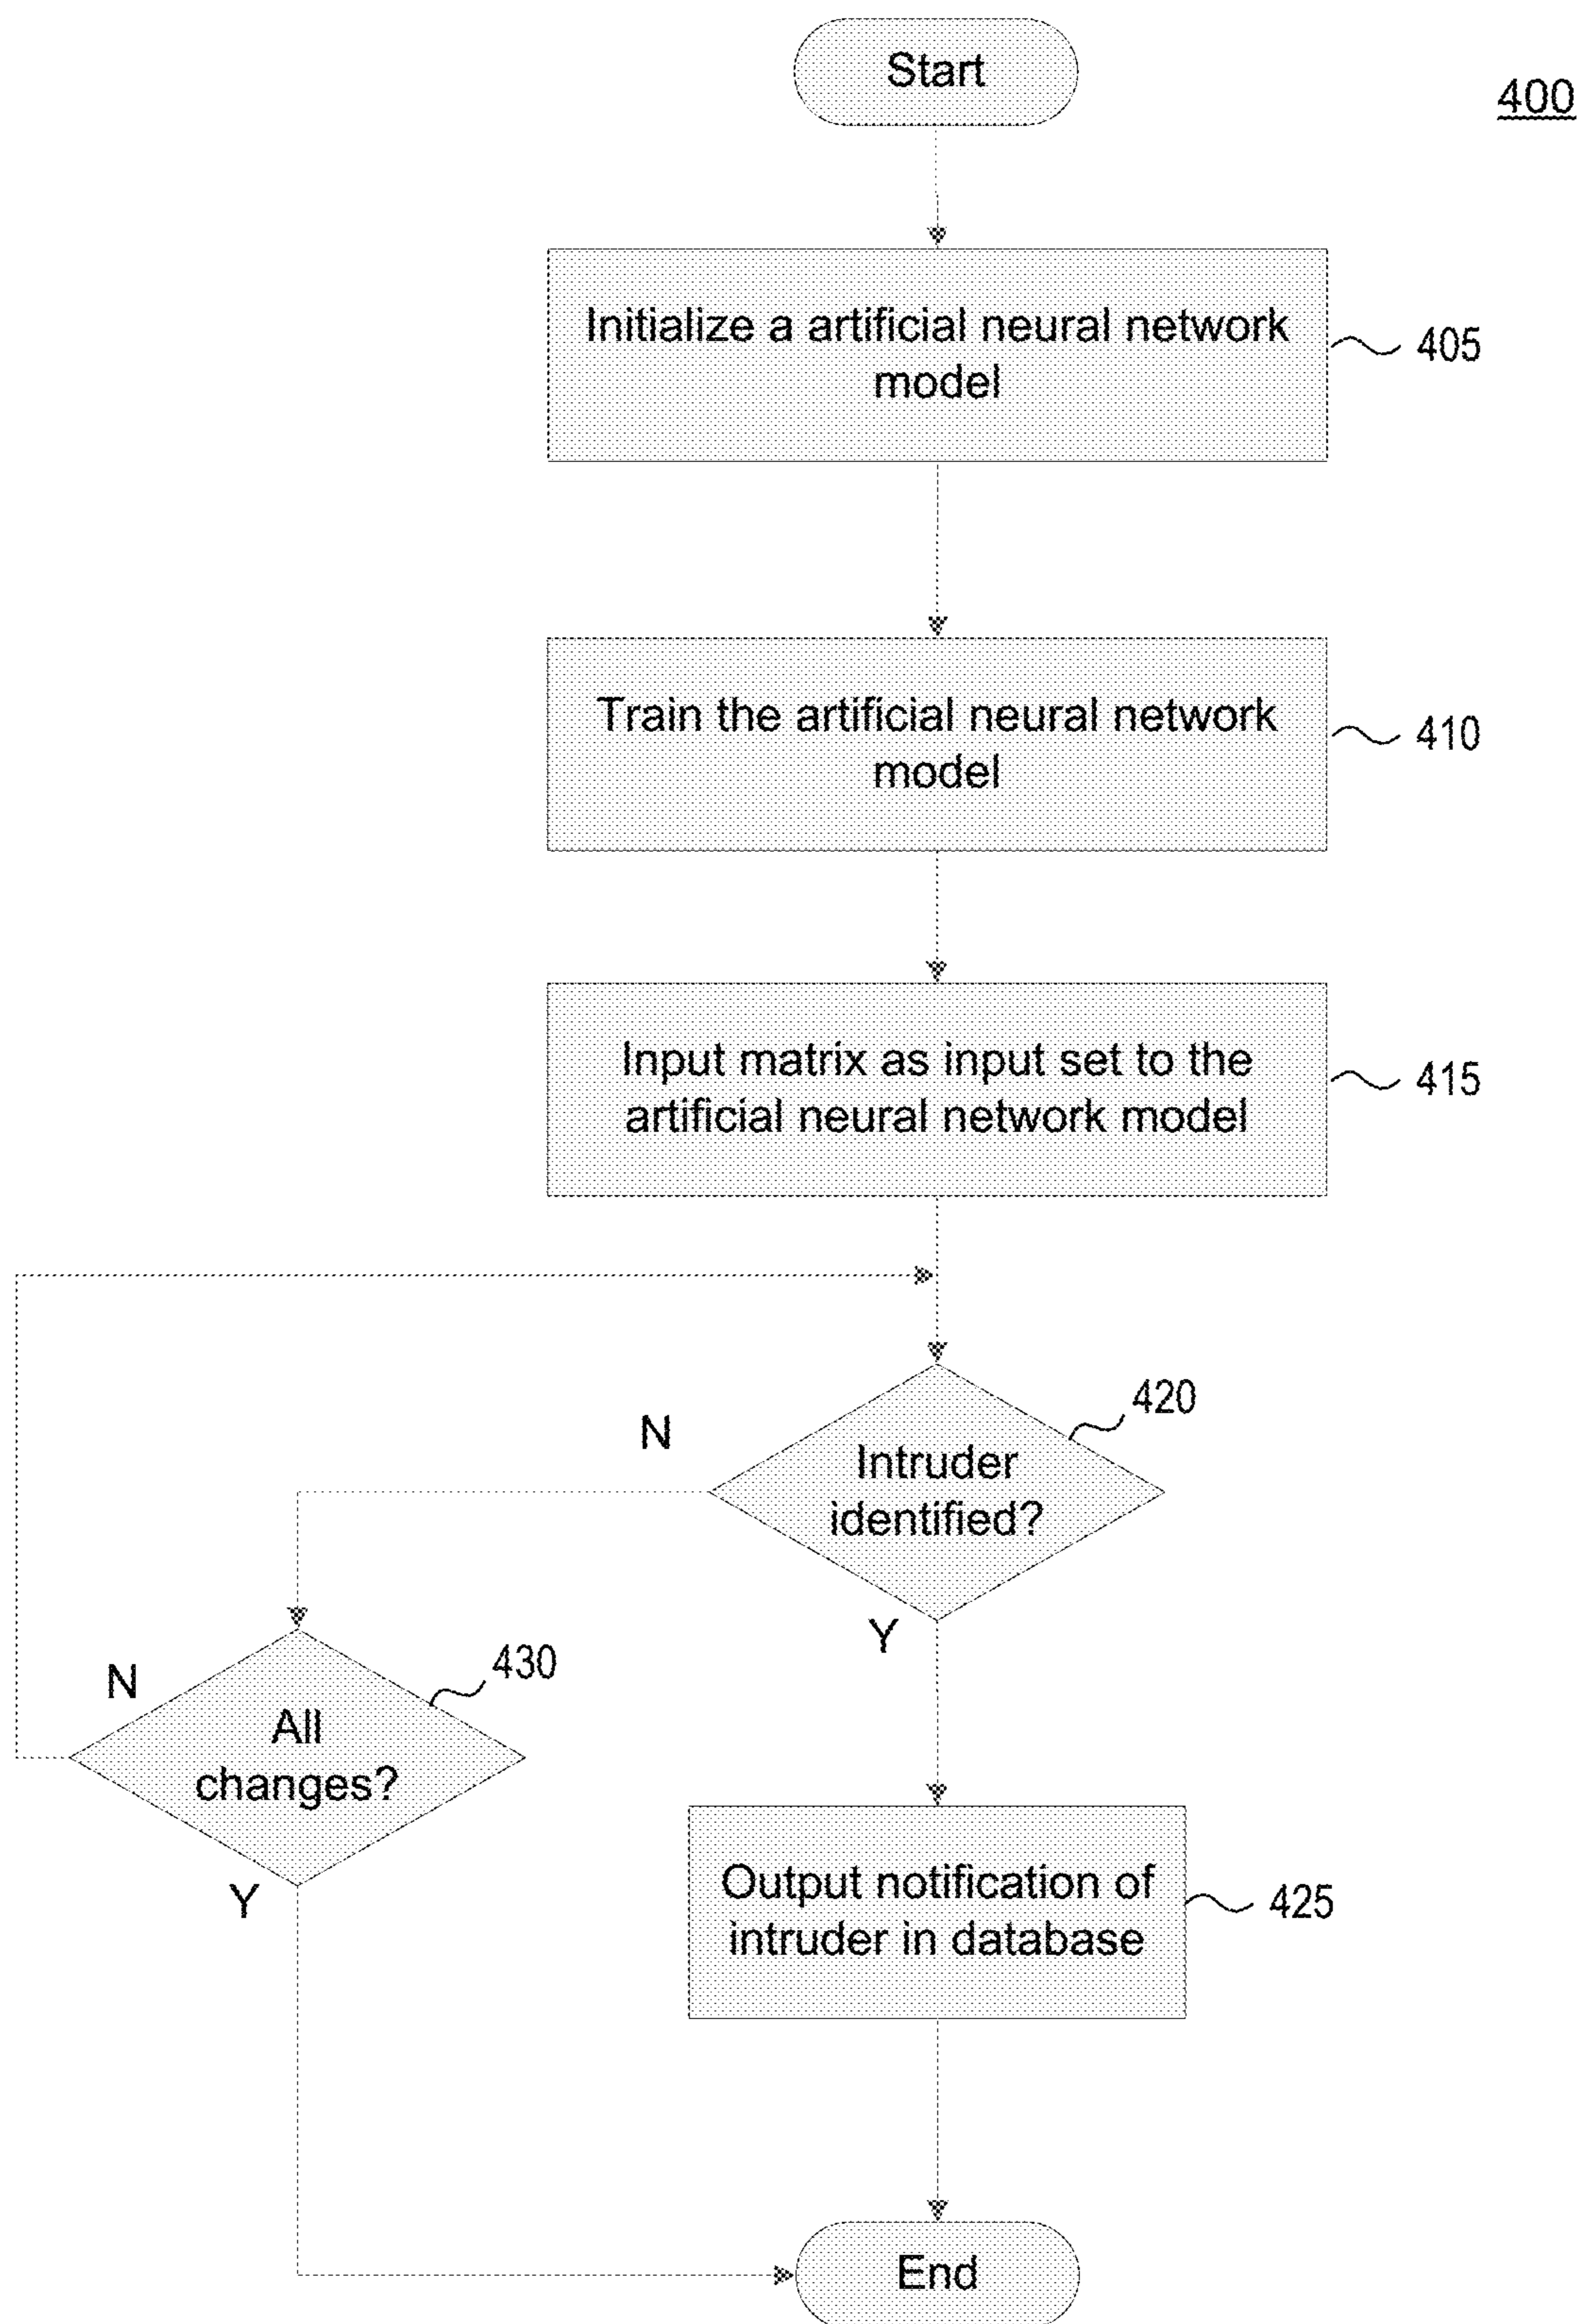 Start
400
Initialize a artificial neural network
model
405
Train the artificial neural network
model
410
Input matrix as input set to the
artificial neural network model
415
420
N
Intruder
identified?
Y
430
N
All
changes?
Y
Output notification of
intruder in database
425
End